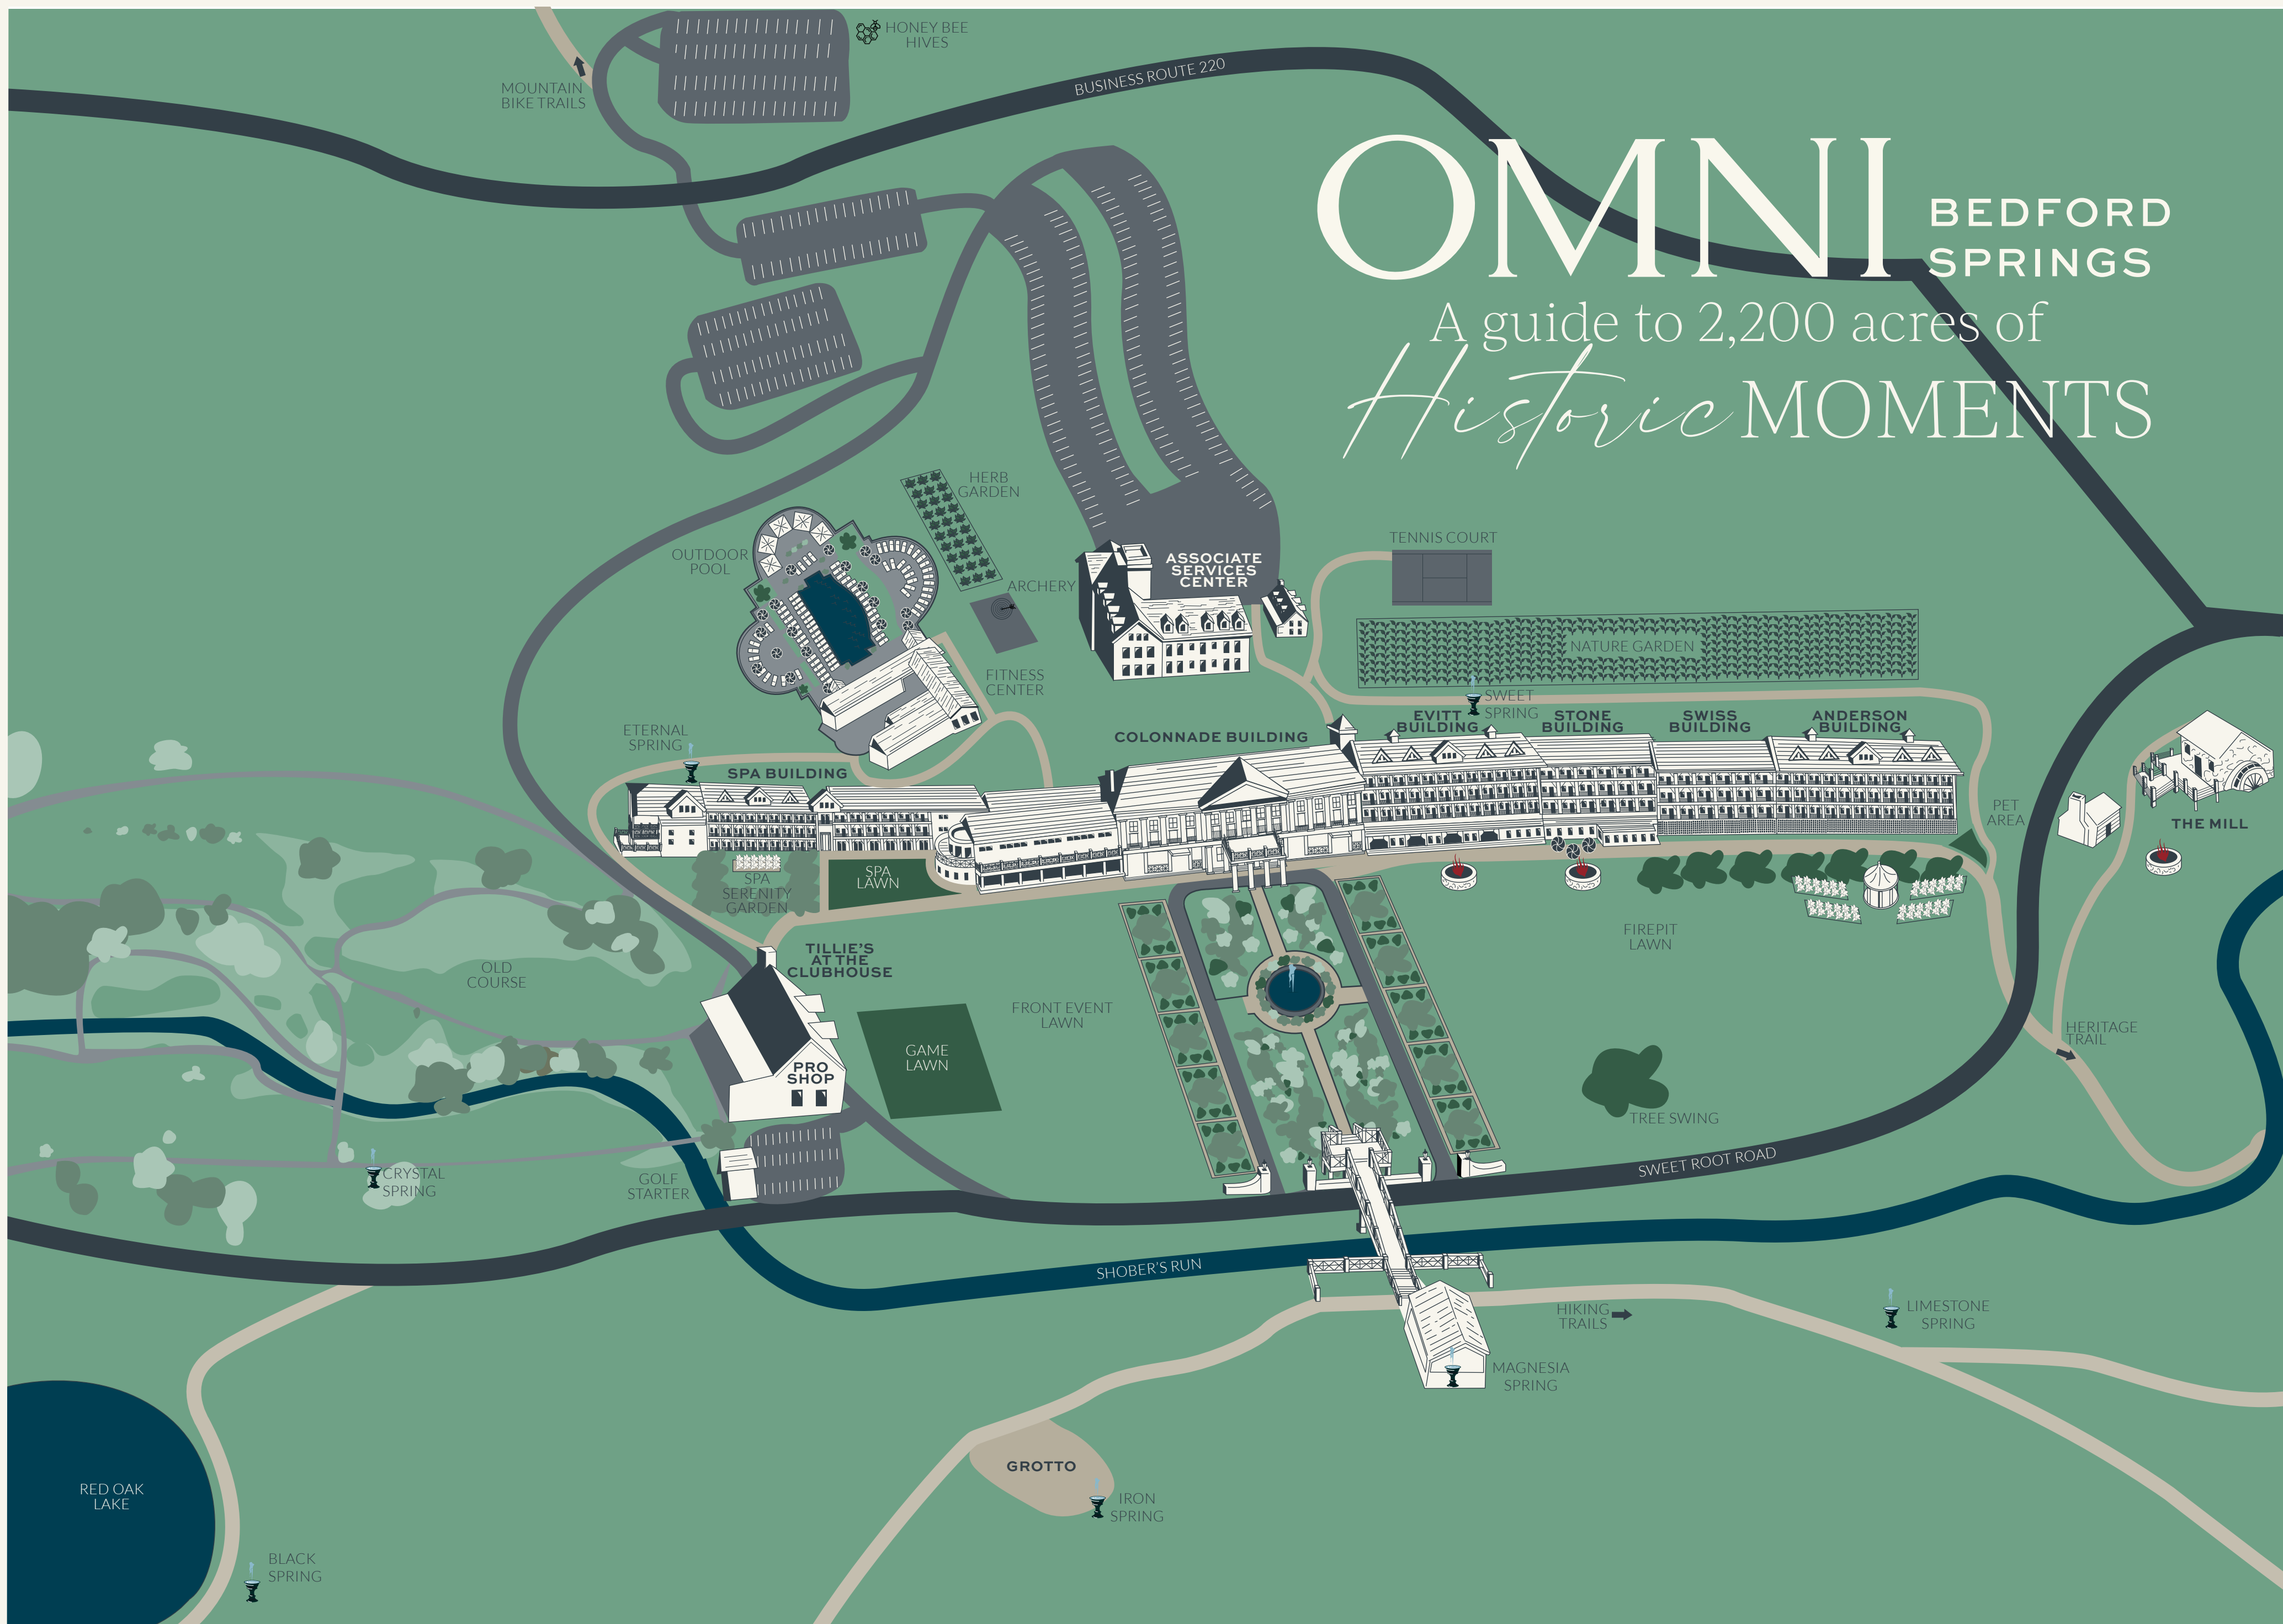 HONEY BEE
HIVES
MOUNTAIN
BIKE TRAILS
BUSINESS ROUTE 220
OMNI
BEDFORD
SPRINGS
A guide to 2,200 acres of
Historic MOMENTS
HERB
GARDEN
OUTDOOR
POOL
ARCHERY
ASSOCIATE
SERVICES
CENTER
TENNIS COURT
NATURE GARDEN
FITNESS
CENTER
SWEET
SPRING
ETERNAL
SPRING
COLONNADE BUILDING
EVITT
BUILDING
STONE
BUILDING
SWISS
BUILDING
ANDERSON
BUILDING
SPA BUILDING
PET
AREA
THE MILL
SPA
LAWN
SPA
SERENITY
GARDEN
FIREPIT
LAWN
TILLIE'S
AT THE
CLUBHOUSE
OLD
COURSE
FRONT EVENT
LAWN
GAME
LAWN
PRO
SHOP
HERITAGE
TRAIL
TREE SWING
SWEET ROOT ROAD
CRYSTAL
SPRING
GOLF
STARTER
SHOBER'S RUN
HIKING
TRAILS
LIMESTONE
SPRING
MAGNESIA
SPRING
GROTTO
IRON
SPRING
RED OAK
LAKE
BLACK
SPRING